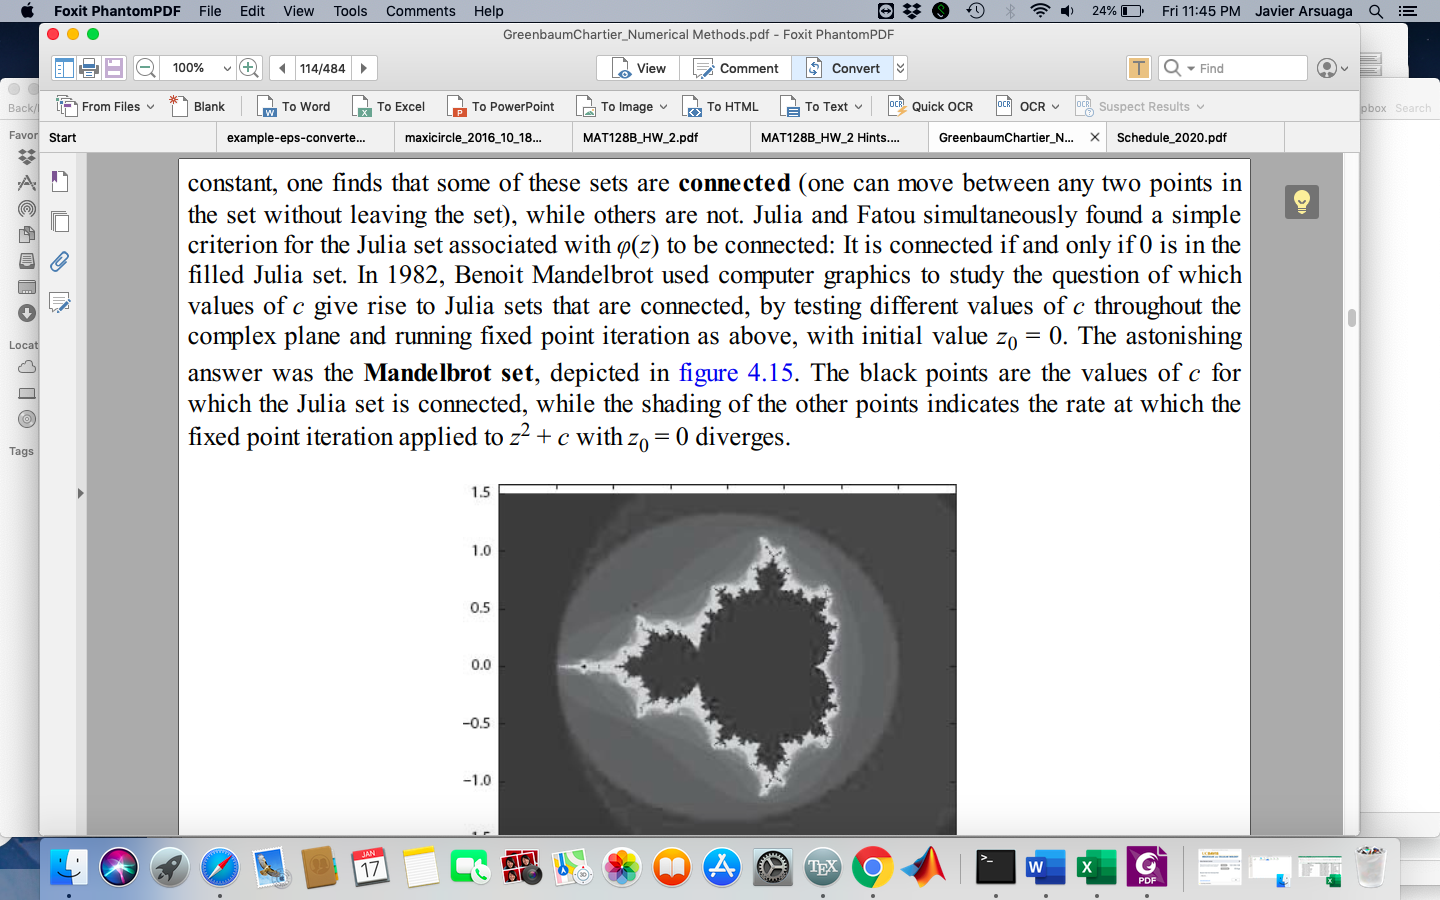 Foxit PhantomPDF File Edit View Tools Comments Help 24% Fri 11:45 PM Javier Arsuaga
GreenbaumChartier_Numerical Methods.pdf - Foxit PhantomPDF
100% 114/484 View Comment Convert T Find
From Files Blank To Word To Excel To PowerPoint To Image To HTML To Text Quick OCR OCR Suspect Results
Start example-eps-converte... maxicircle_2016_10_18... MAT128B_HW_2.pdf MAT128B_HW_2 Hints.... GreenbaumChartier_N... Schedule_2020.pdf
Back/
Favor
Locat
Tags
pbox Search
constant, one finds that some of these sets are connected (one can move between any two points in
the set without leaving the set), while others are not. Julia and Fatou simultaneously found a simple
criterion for the Julia set associated with φ(z) to be connected: It is connected if and only if 0 is in the
filled Julia set. In 1982, Benoit Mandelbrot used computer graphics to study the question of which
values of c give rise to Julia sets that are connected, by testing different values of c throughout the
complex plane and running fixed point iteration as above, with initial value z₀ = 0. The astonishing
answer was the Mandelbrot set, depicted in figure 4.15. The black points are the values of c for
which the Julia set is connected, while the shading of the other points indicates the rate at which the
fixed point iteration applied to z² + c with z₀ = 0 diverges.
1.5
1.0
0.5
0.0
−0.5
−1.0
JAN
17
TEX
W
X
PDF